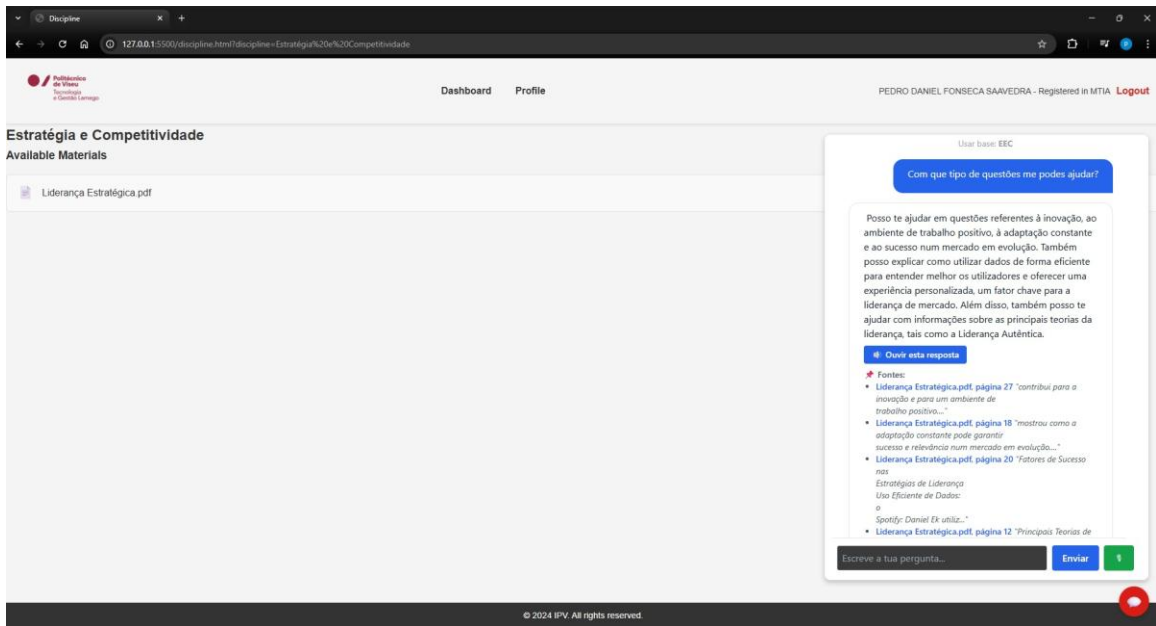 Discipline
127.0.0.1:5500/discipline.html?discipline=Estratégia%20e%20Competitividade
Politécnico
de Viseu
Tecnologia
e Gestão Lamego
Dashboard Profile
PEDRO DANIEL FONSECA SAAVEDRA - Registered in MTIA Logout
Estratégia e Competitividade
Available Materials
Liderança Estratégica.pdf
Usar base: EEC
Com que tipo de questões me podes ajudar?
Posso te ajudar em questões referentes à inovação, ao
ambiente de trabalho positivo, à adaptação constante
e ao sucesso num mercado em evolução. Também
posso explicar como utilizar dados de forma eficiente
para entender melhor os utilizadores e oferecer uma
experiência personalizada, um fator chave para a
liderança de mercado. Além disso, também posso te
ajudar com informações sobre as principais teorias da
liderança, tais como a Liderança Autêntica.
Ouvir esta resposta
Fontes:
Liderança Estratégica.pdf, página 27 "contribui para a
inovação e para um ambiente de
trabalho positivo..."
Liderança Estratégica.pdf, página 18 "mostrou como a
adaptação constante pode garantir
sucesso e relevância num mercado em evolução...."
Liderança Estratégica.pdf, página 20 "Fatores de Sucesso
nas
Estratégias de Liderança
Uso Eficiente de Dados:
o
Spotify: Daniel Ek utiliz..."
Liderança Estratégica.pdf, página 12 "Principais Teorias de
Escreve a tua pergunta...
Enviar
© 2024 IPV. All rights reserved.